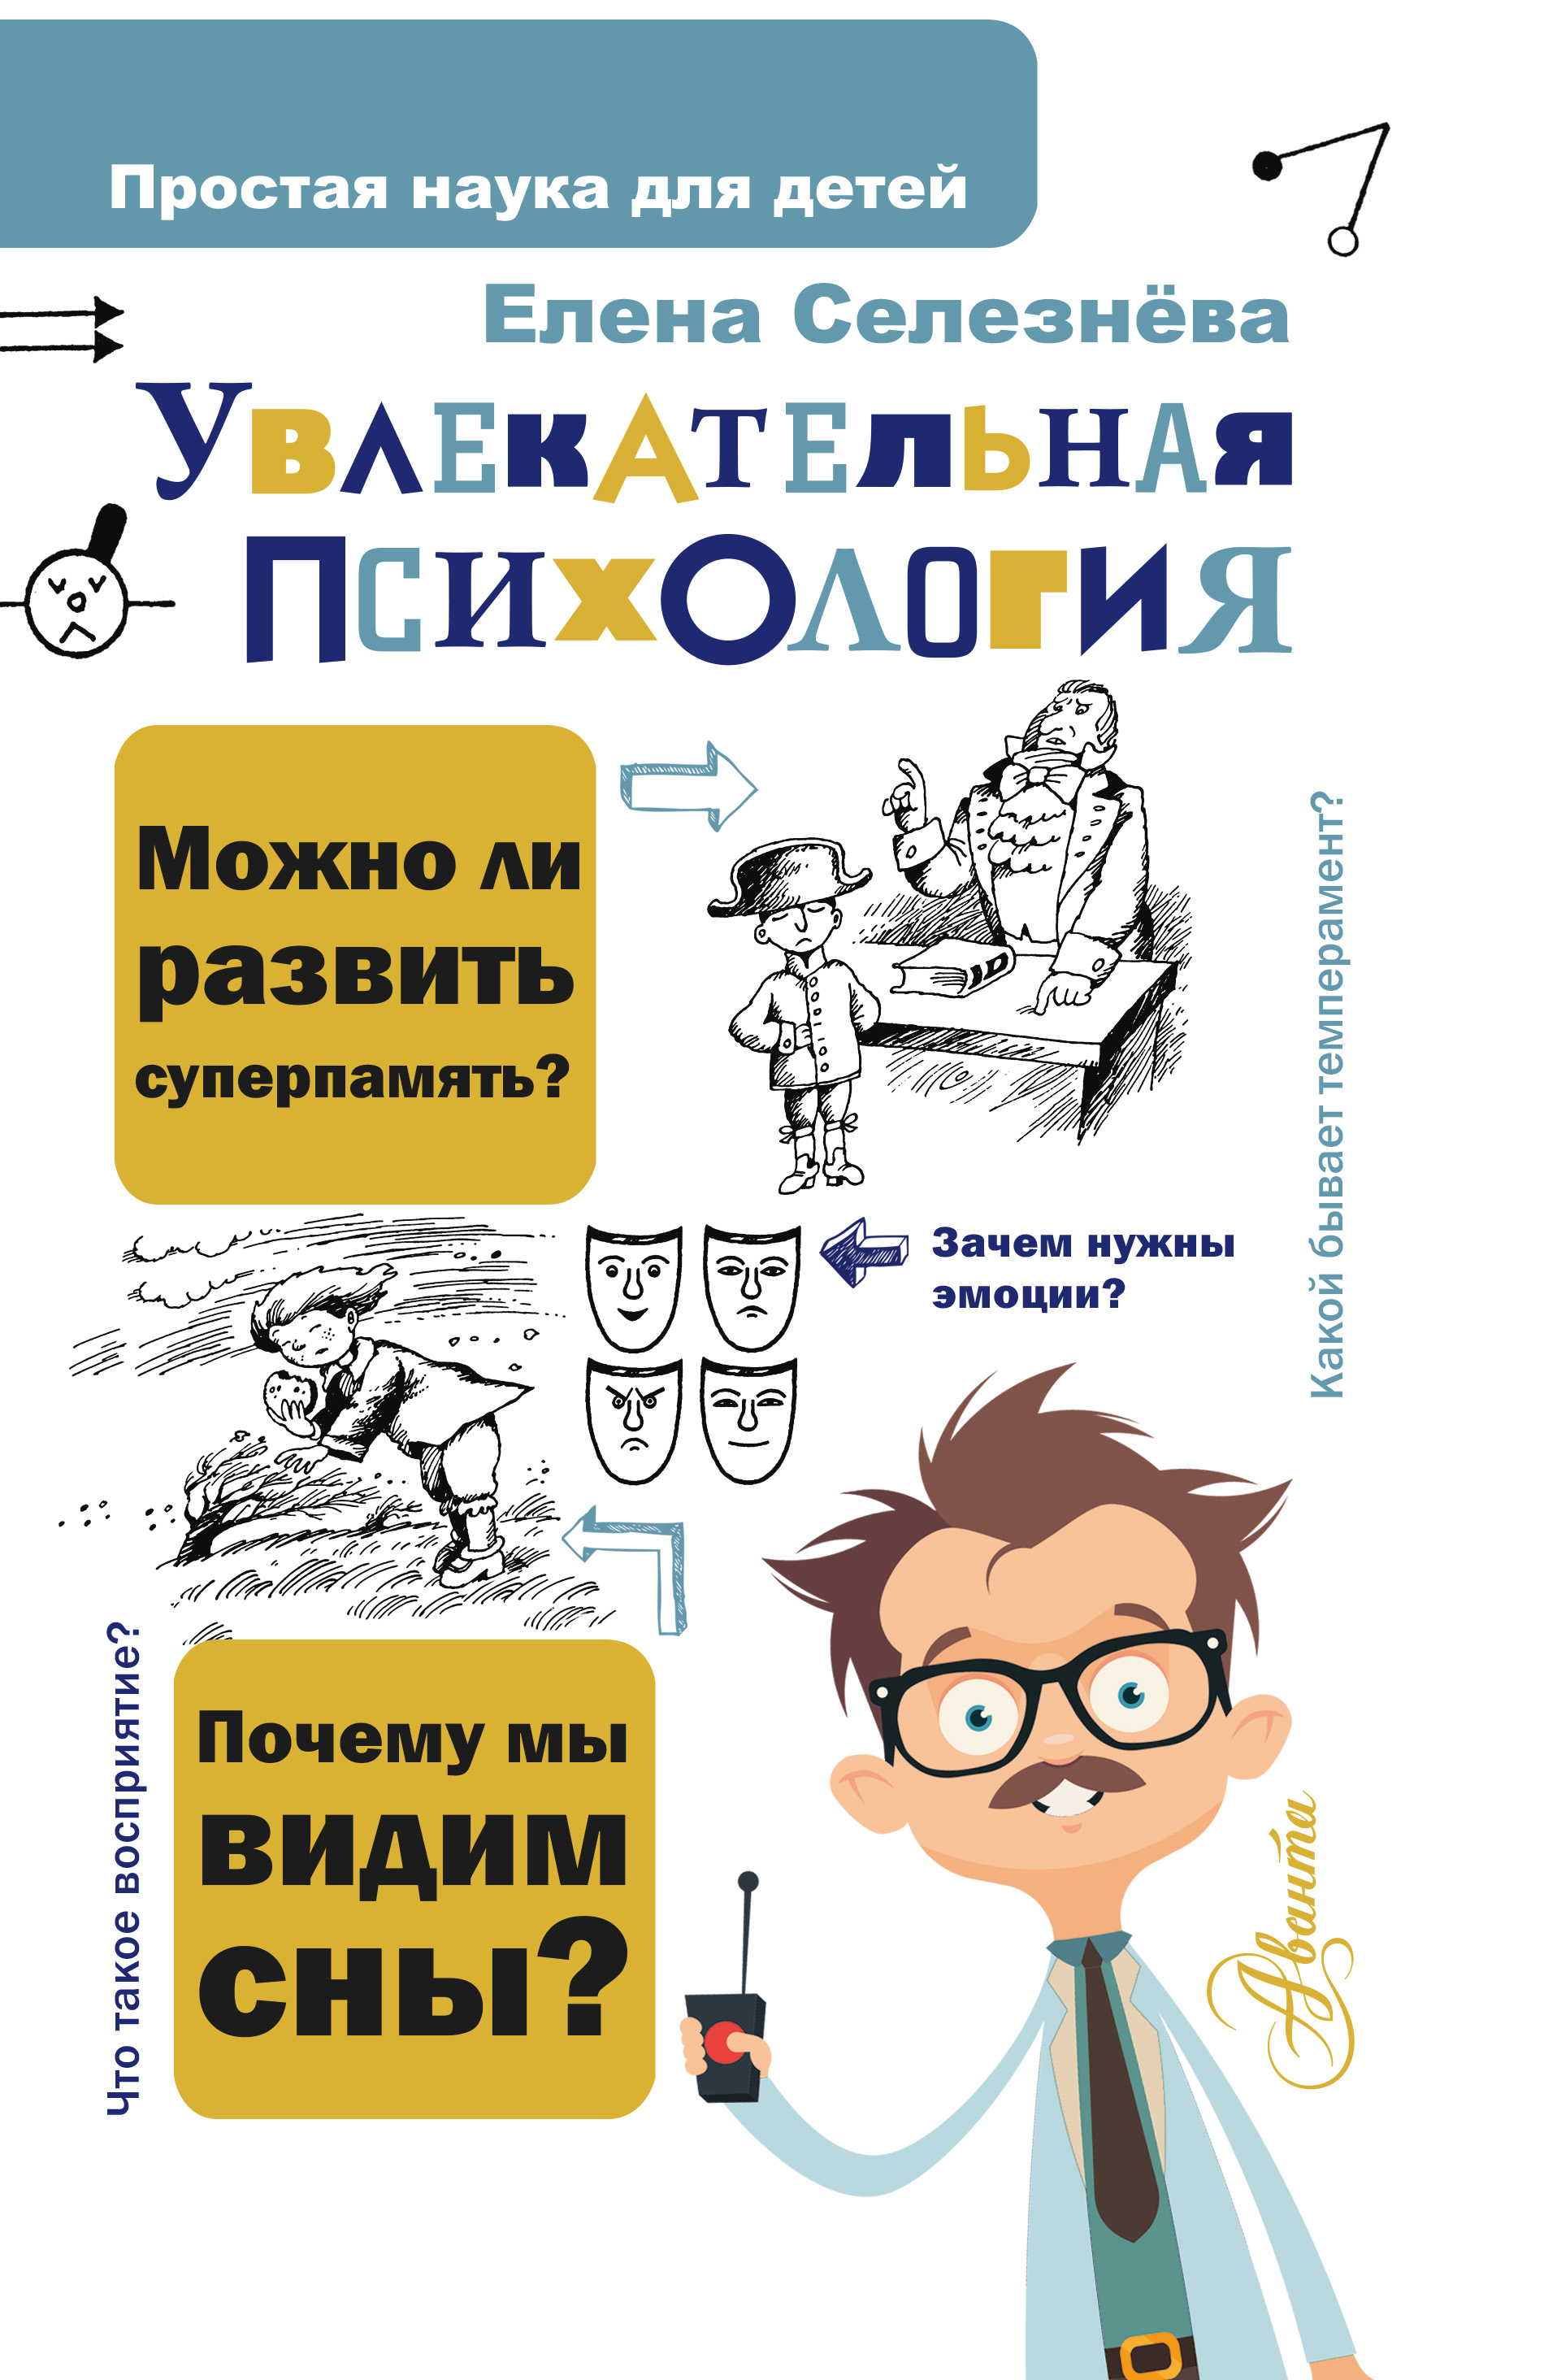 Простая наука для детей
Елена Селезнёва
Увлекательная
Психология
Можно ли
развить
суперпамять?
Какой бывает темперамент?
Зачем нужны
эмоции?
Что такое восприятие?
Почему мы
видим
сны?
Аванта